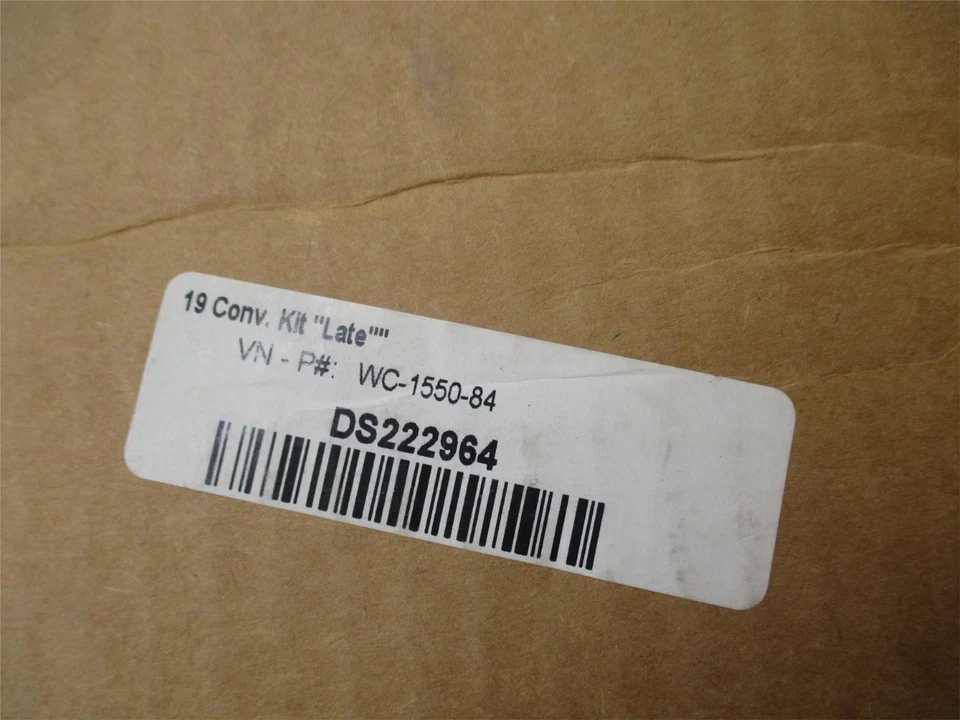 19 Conv. Kit "Late""
VN - P#: WC-1550-84
DS222964